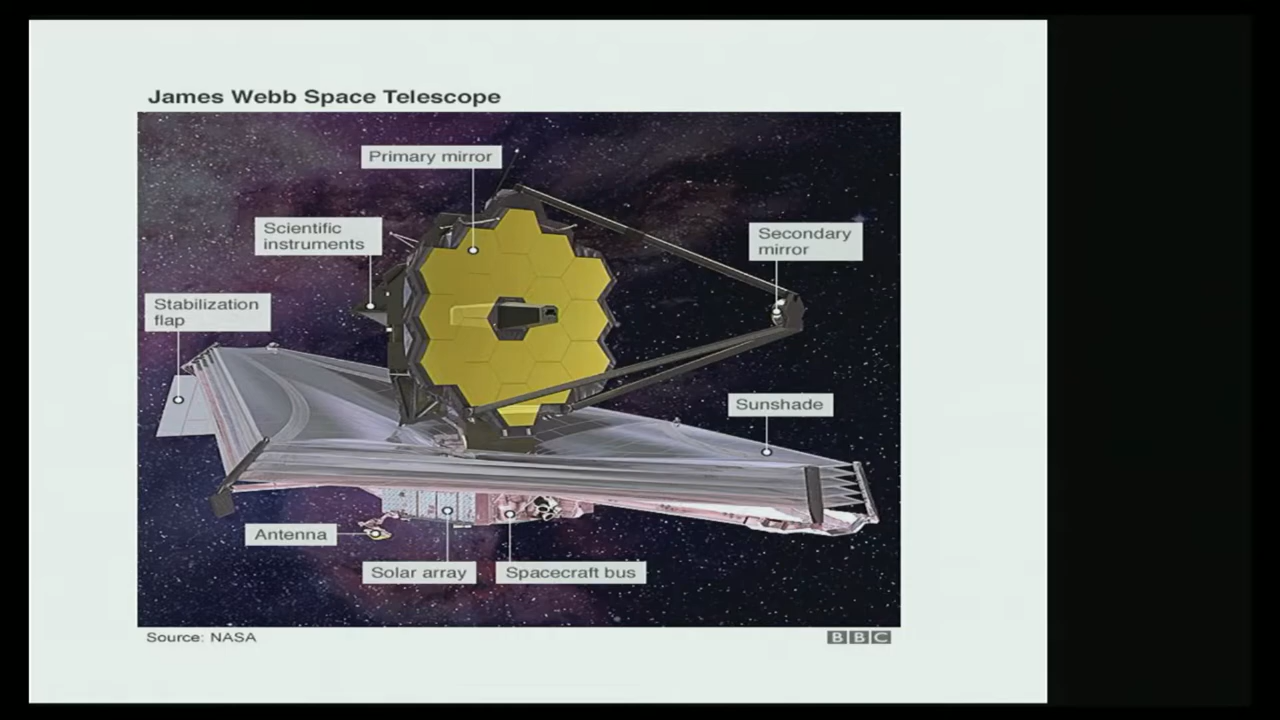 James Webb Space Telescope
Primary mirror
Scientific
instruments
Secondary
mirror
Stabilization
flap
Sunshade
Antenna
Solar array
Spacecraft bus
Source: NASA
BBC